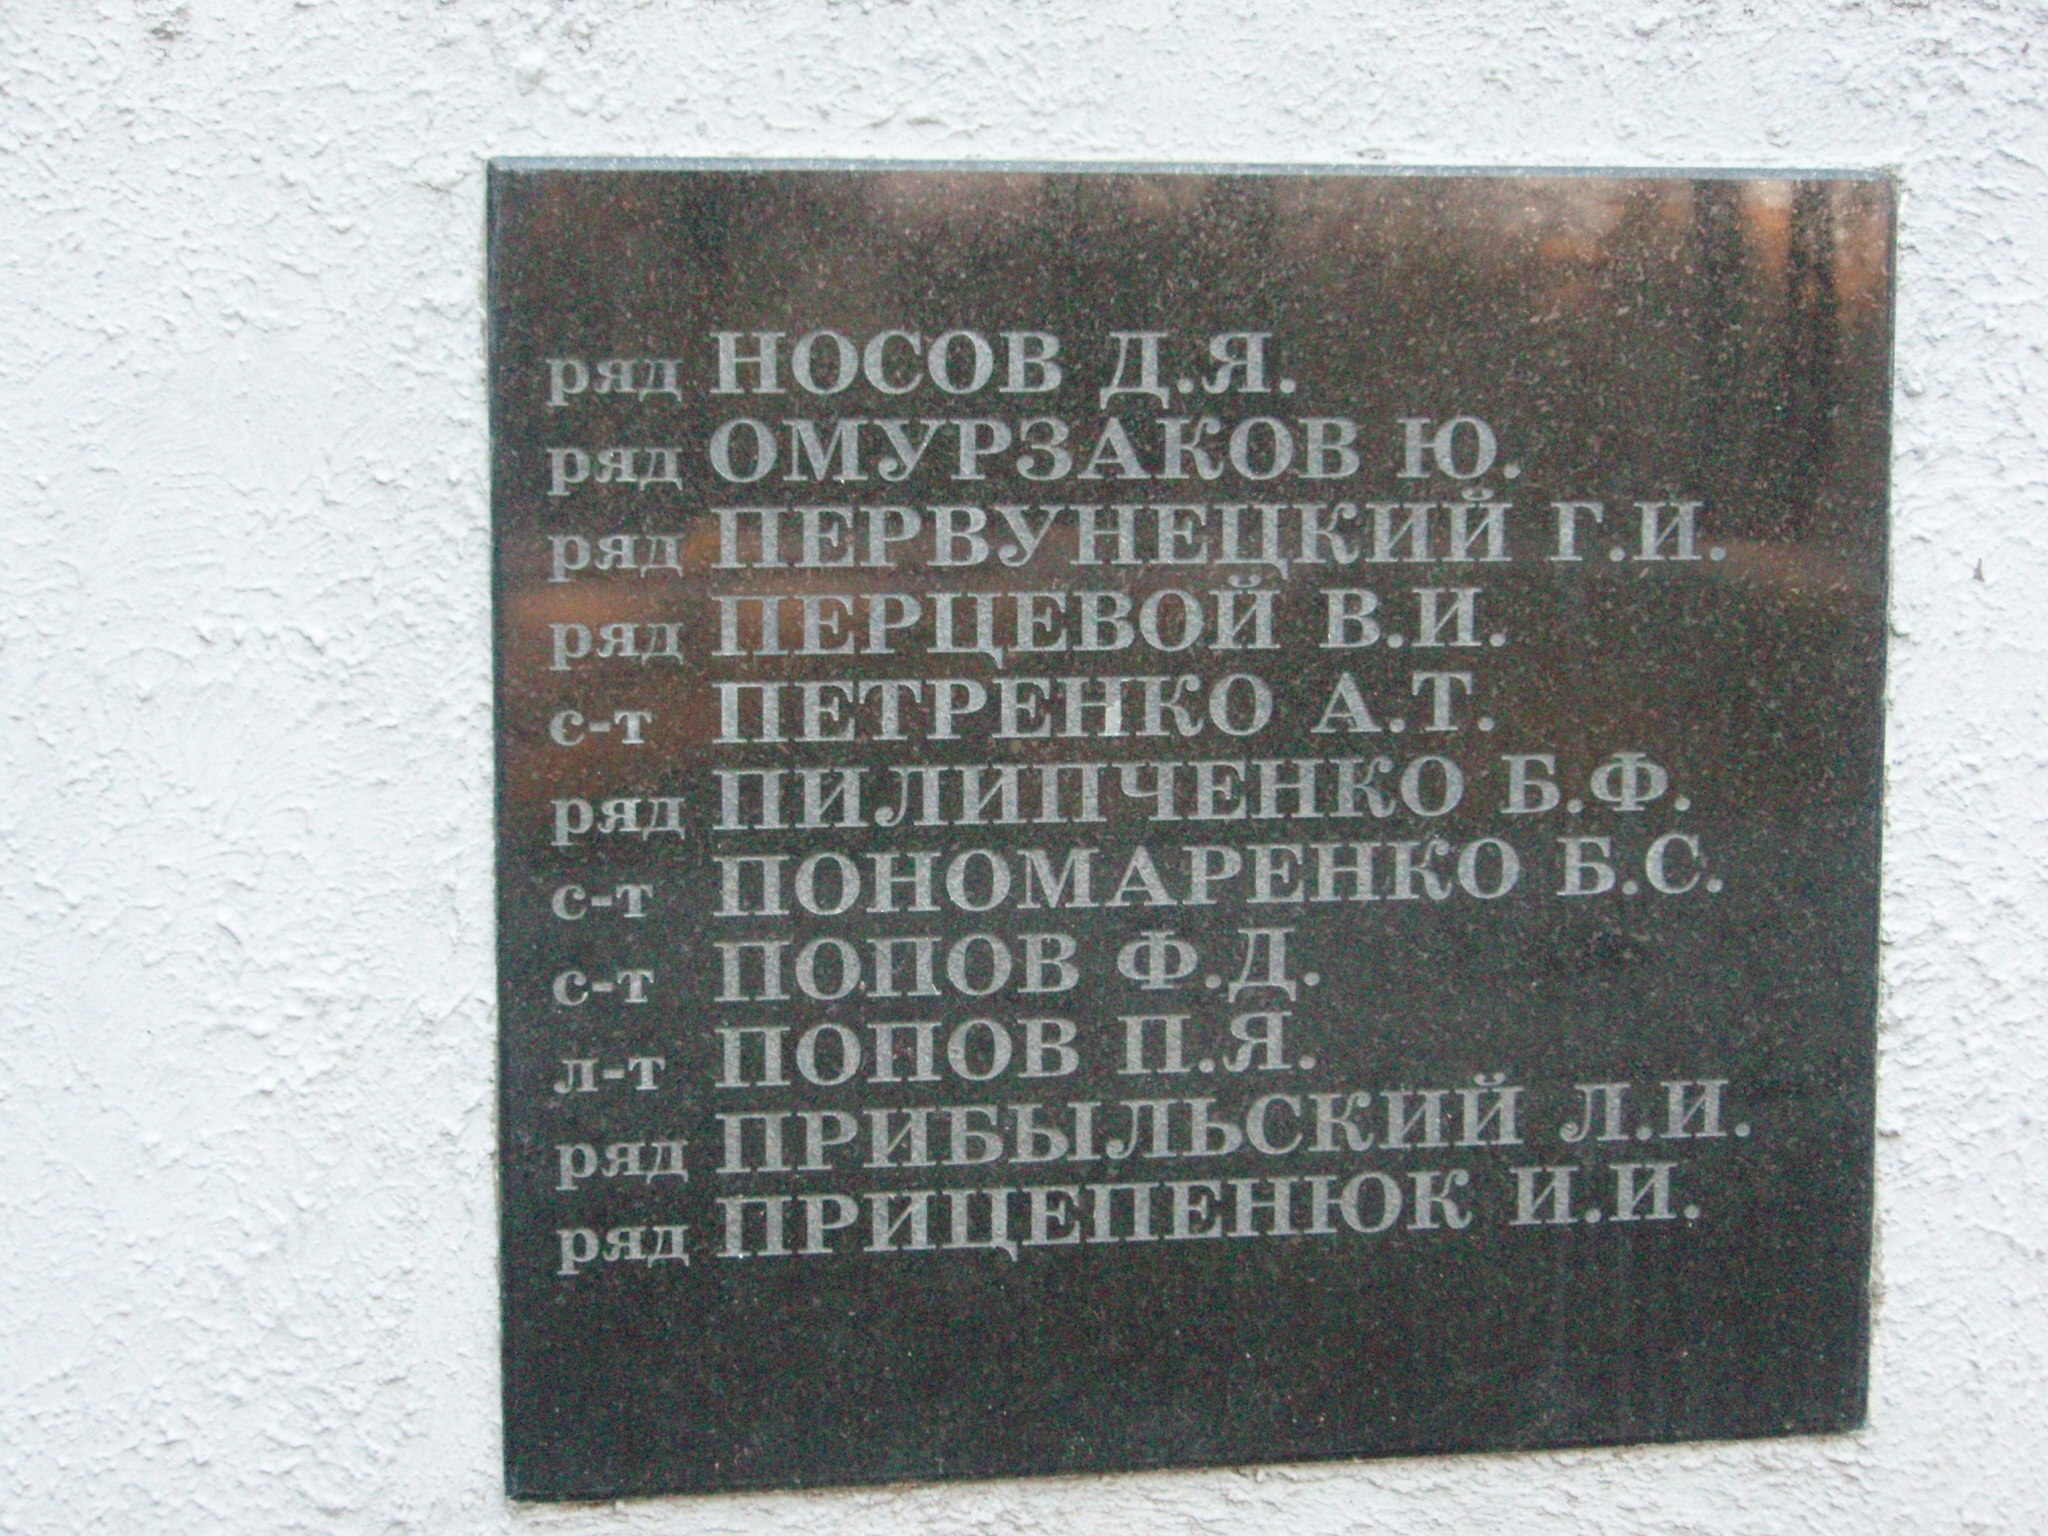 ряд НОСОВ Д.Я.
ряд ОМУРЗАКОВ Ю.
ряд ПЕРВУНЕЦКИЙ Г.И.
ряд ПЕРЦЕВОЙ В.И.
с-т ПЕТРЕНКО А.Т.
ряд ПИЛИПЧЕНКО Б.Ф.
с-т ПОНОМАРЕНКО Б.С.
с-т ПОПОВ Ф.Д.
л-т ПОПОВ П.Я.
ряд ПРИБЫЛЬСКИЙ Л.И.
ряд ПРИЦЕПЕНЮК И.И.